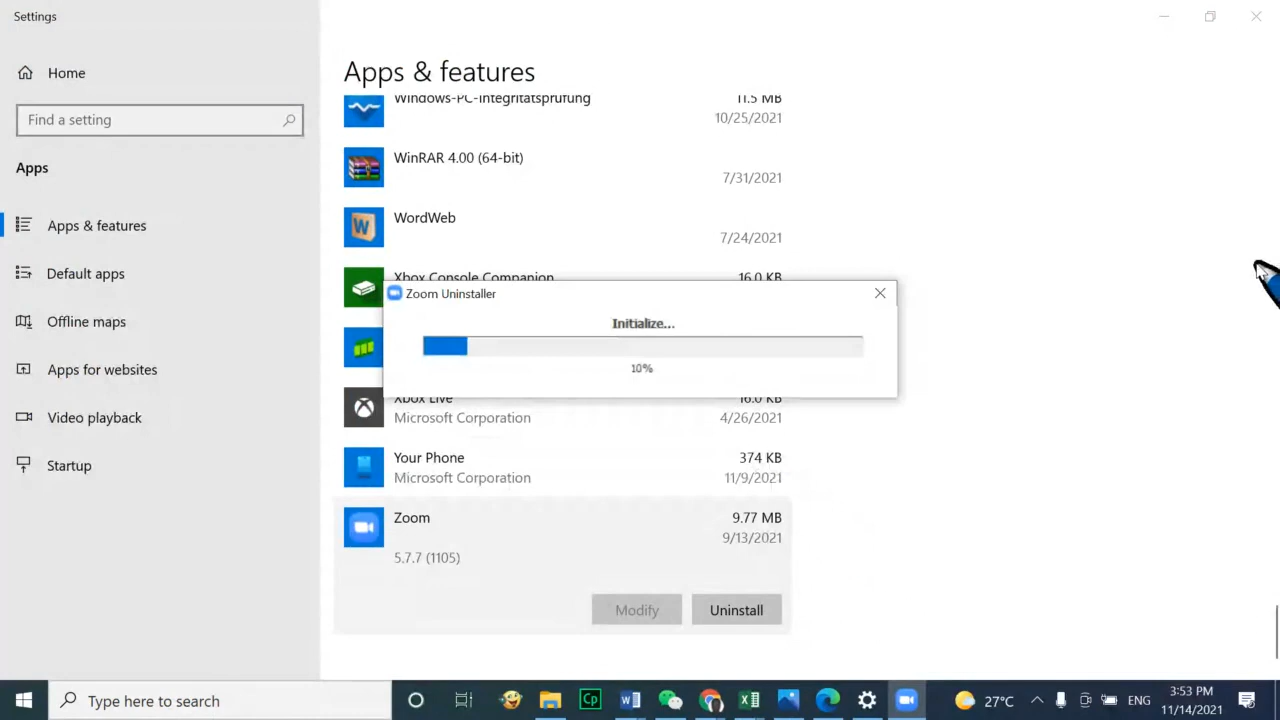 Settings
Home
Find a setting
Apps
Apps & features
Default apps
Offline maps
Apps for websites
Video playback
Startup
Apps & features
Windows-PC-Integritätsprüfung 11.5 MB
10/25/2021
WinRAR 4.00 (64-bit)
7/31/2021
WordWeb
7/24/2021
Xbox Console Companion 16.0 KB
Zoom Uninstaller
Initialize...
10%
Xbox Live 16.0 KB
Microsoft Corporation 4/26/2021
Your Phone 374 KB
Microsoft Corporation 11/9/2021
Zoom 9.77 MB
9/13/2021
5.7.7 (1105)
Modify Uninstall
Type here to search
27°C ENG 3:53 PM
11/14/2021